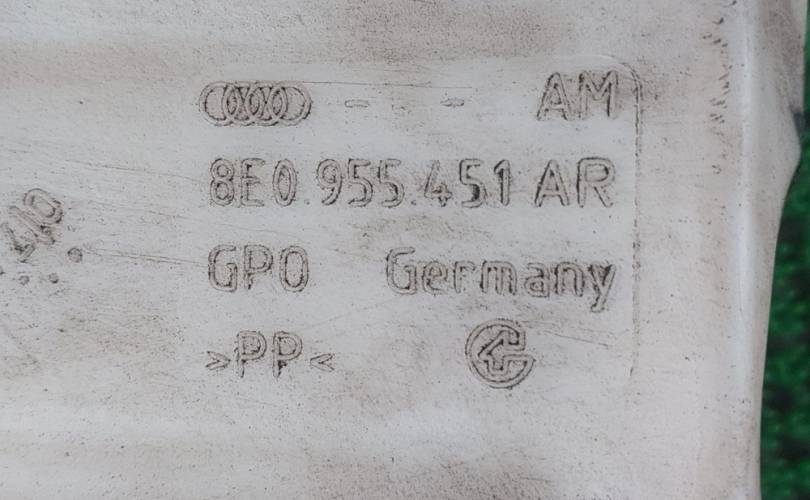 - - AM
8E0.955.451 AR
GPO Germany
>PP<